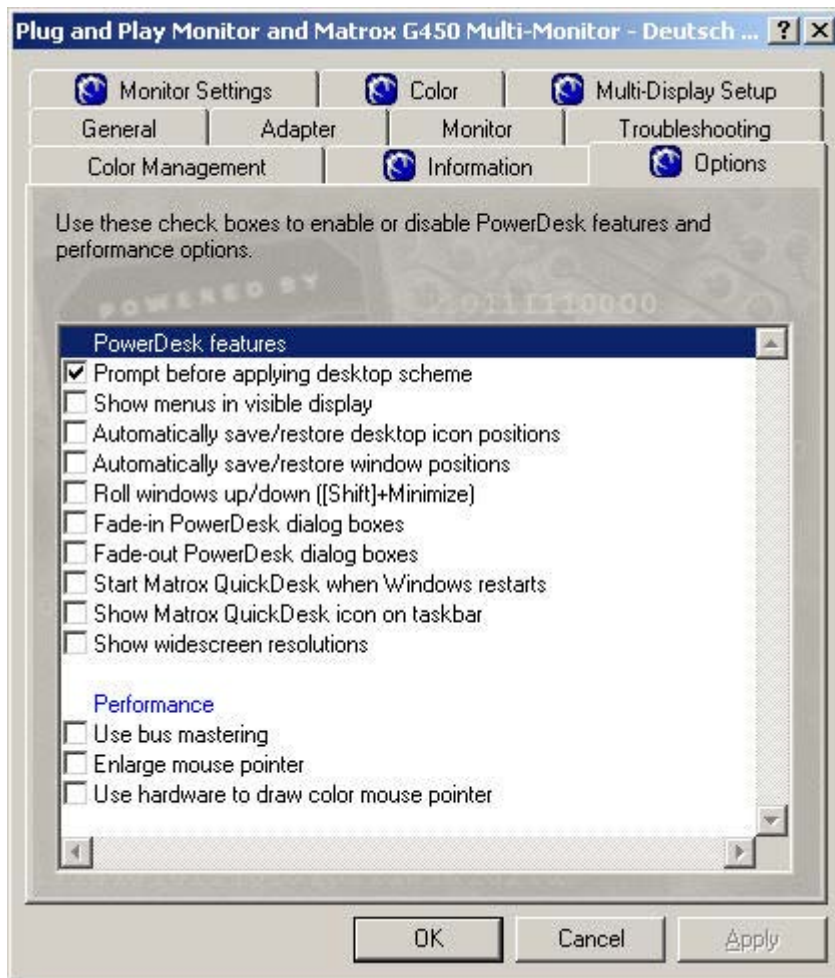 Plug and Play Monitor and Matrox G450 Multi-Monitor - Deutsch ...
Monitor Settings
Color
Multi-Display Setup
General
Adapter
Monitor
Troubleshooting
Color Management
Information
Options
Use these check boxes to enable or disable PowerDesk features and
performance options.
POWERED BY
0111110000
PowerDesk features
Prompt before applying desktop scheme
Show menus in visible display
Automatically save/restore desktop icon positions
Automatically save/restore window positions
Roll windows up/down ([Shift]+Minimize)
Fade-in PowerDesk dialog boxes
Fade-out PowerDesk dialog boxes
Start Matrox QuickDesk when Windows restarts
Show Matrox QuickDesk icon on taskbar
Show widescreen resolutions
Performance
Use bus mastering
Enlarge mouse pointer
Use hardware to draw color mouse pointer
OK
Cancel
Apply